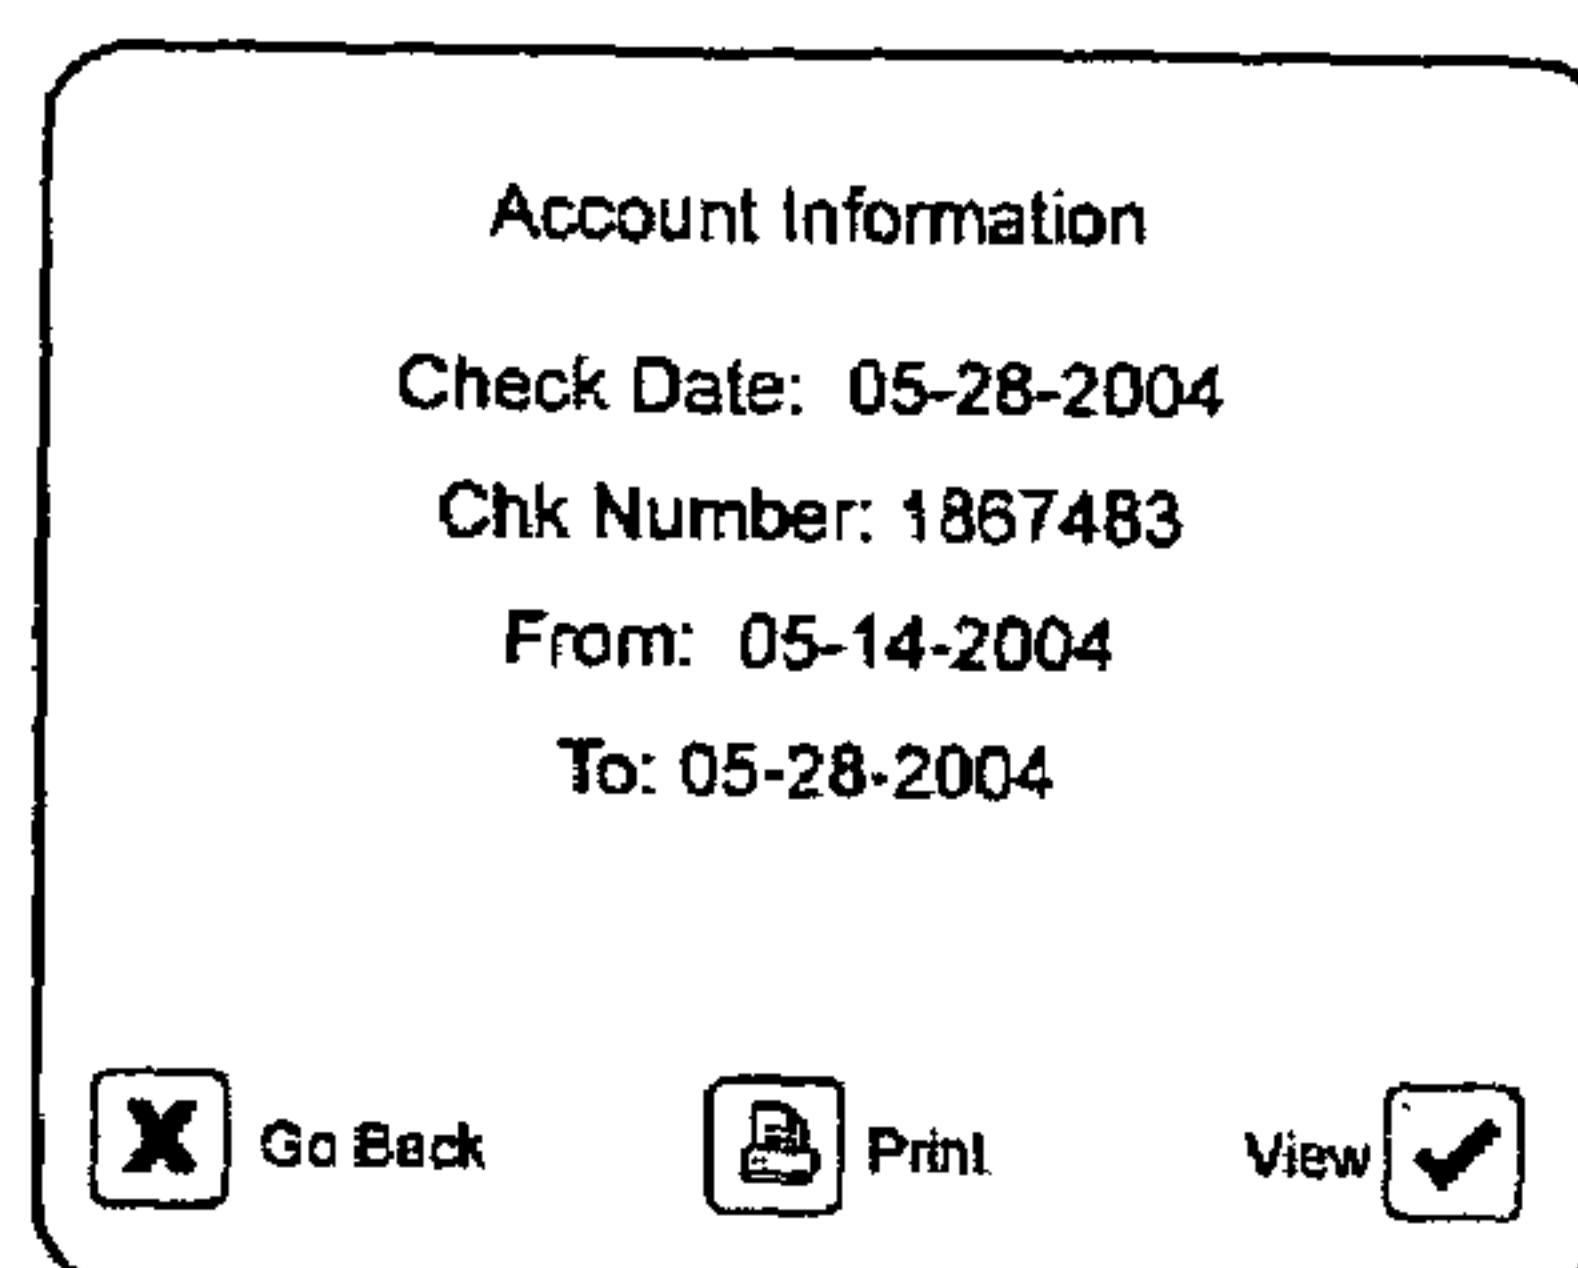 Account Information
Check Date: 05-28-2004
Chk Number: 1867483
From: 05-14-2004
To: 05-28-2004
Go Back Print View